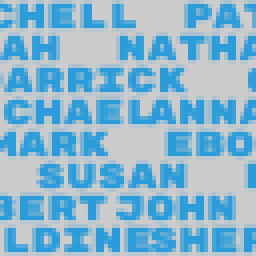 CHELL PAT
AH NATHA
ARRICK
CHAELANNA
MARK EBO
SUSAN
BERT JOHN
LDINESHER